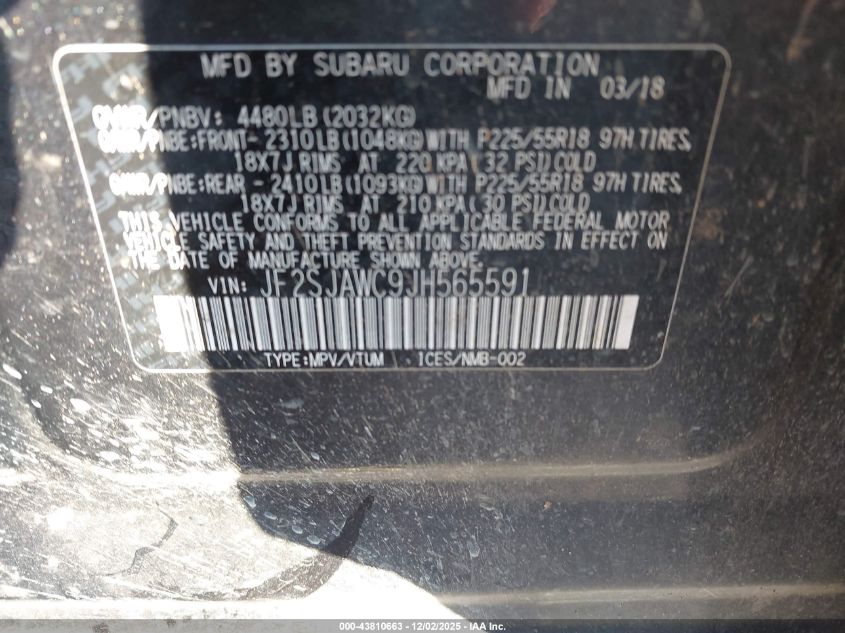 MFD BY SUBARU CORPORATION
MFD IN 03/18
GVWR/PNBV: 4480LB(2032KG)
GAWR/PNBE:FRONT- 2310LB(1048KG)WITH P225/55R18 97H TIRES,
18X7J RIMS AT 220 KPA(32 PSI)COLD
GAWR/PNBE:REAR - 2410LB(1093KG)WITH P225/55R18 97H TIRES,
18X7J RIMS AT 210 KPA(30 PSI)COLD
THIS VEHICLE CONFORMS TO ALL APPLICABLE FEDERAL MOTOR
VEHICLE SAFETY AND THEFT PREVENTION STANDARDS IN EFFECT ON
THE DATE OF MANUFACTURE SHOWN ABOVE.
VIN: JF2SJAWC9JH565591
TYPE:MPV/VTUM ICES/NMB-002
000-43810663 - 12/02/2025 - IAA Inc.